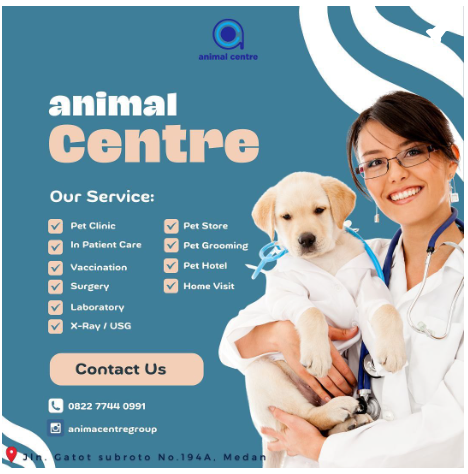 animal centre
animal
Centre
Our Service:
Pet Clinic
In Patient Care
Vaccination
Surgery
Laboratory
X-Ray / USG
Pet Store
Pet Grooming
Pet Hotel
Home Visit
Contact Us
0822 7744 0991
animacentregroup
Jln. Gatot subroto No.194A, Medan